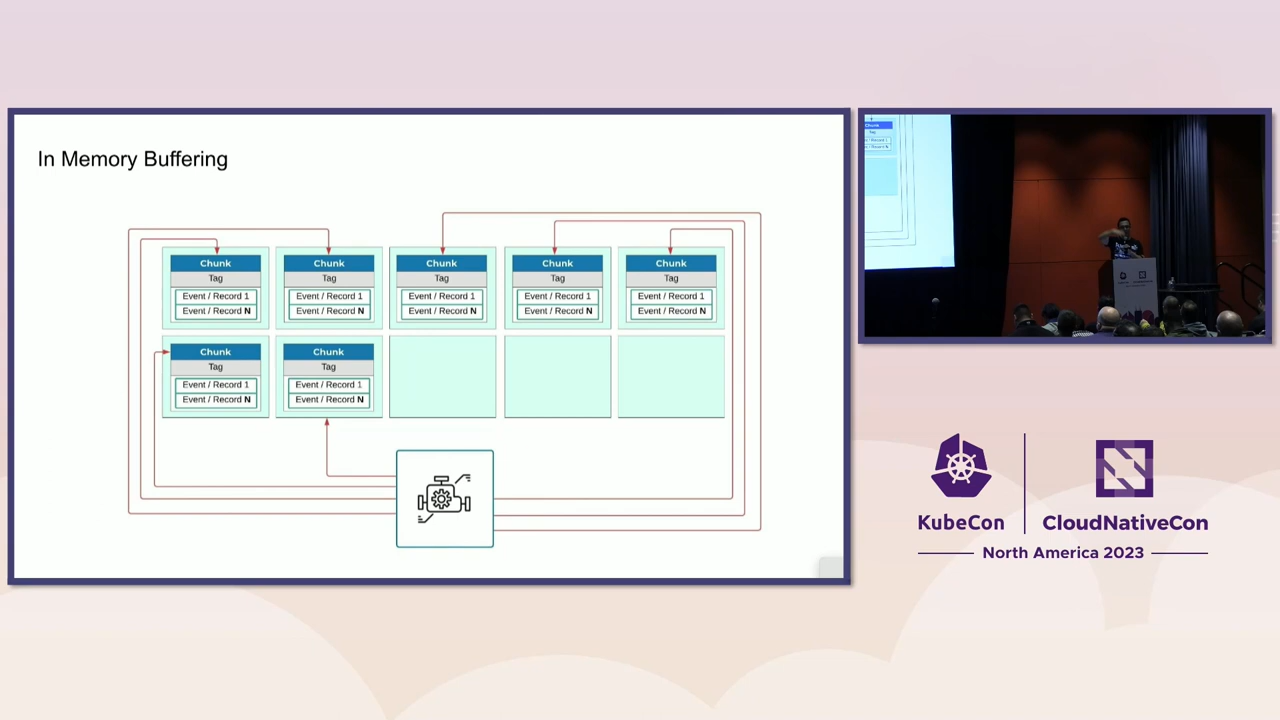 In Memory Buffering
Chunk
Tag
Event / Record 1
Event / Record N
Chunk
Tag
Event / Record 1
Event / Record N
Chunk
Tag
Event / Record 1
Event / Record N
Chunk
Tag
Event / Record 1
Event / Record N
Chunk
Tag
Event / Record 1
Event / Record N
Chunk
Tag
Event / Record 1
Event / Record N
Chunk
Tag
Event / Record 1
Event / Record N
Chunk
Tag
KubeCon
CloudNativeCon
North America 2023